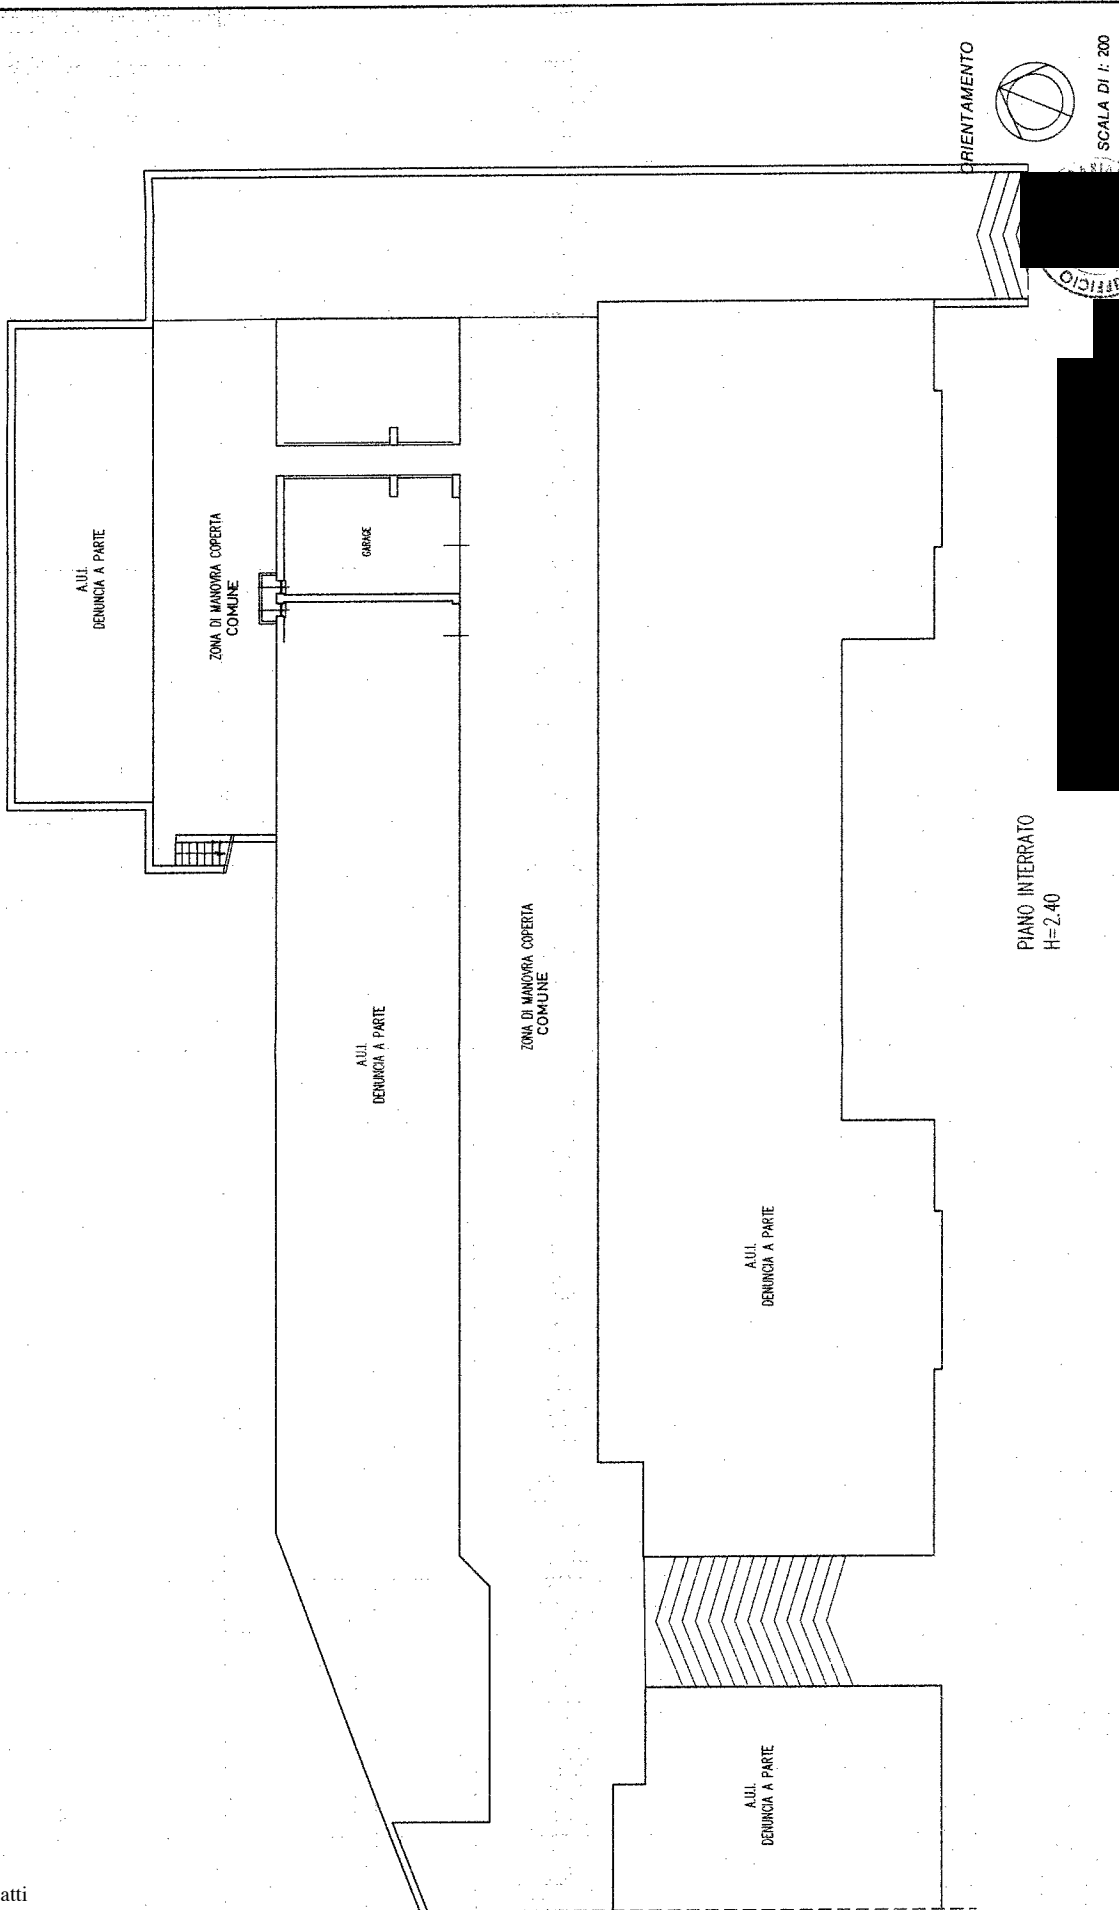 ORIENTAMENTO
SCALA DI I: 200
UFFICIO
A.U.I.
DENUNCIA A PARTE
ZONA DI MANOVRA COPERTA
COMUNE
GARAGE
A.U.I.
DENUNCIA A PARTE
ZONA DI MANOVRA COPERTA
COMUNE
PIANO INTERRATO
H=2.40
A.U.I.
DENUNCIA A PARTE
A.U.I.
DENUNCIA A PARTE
atti